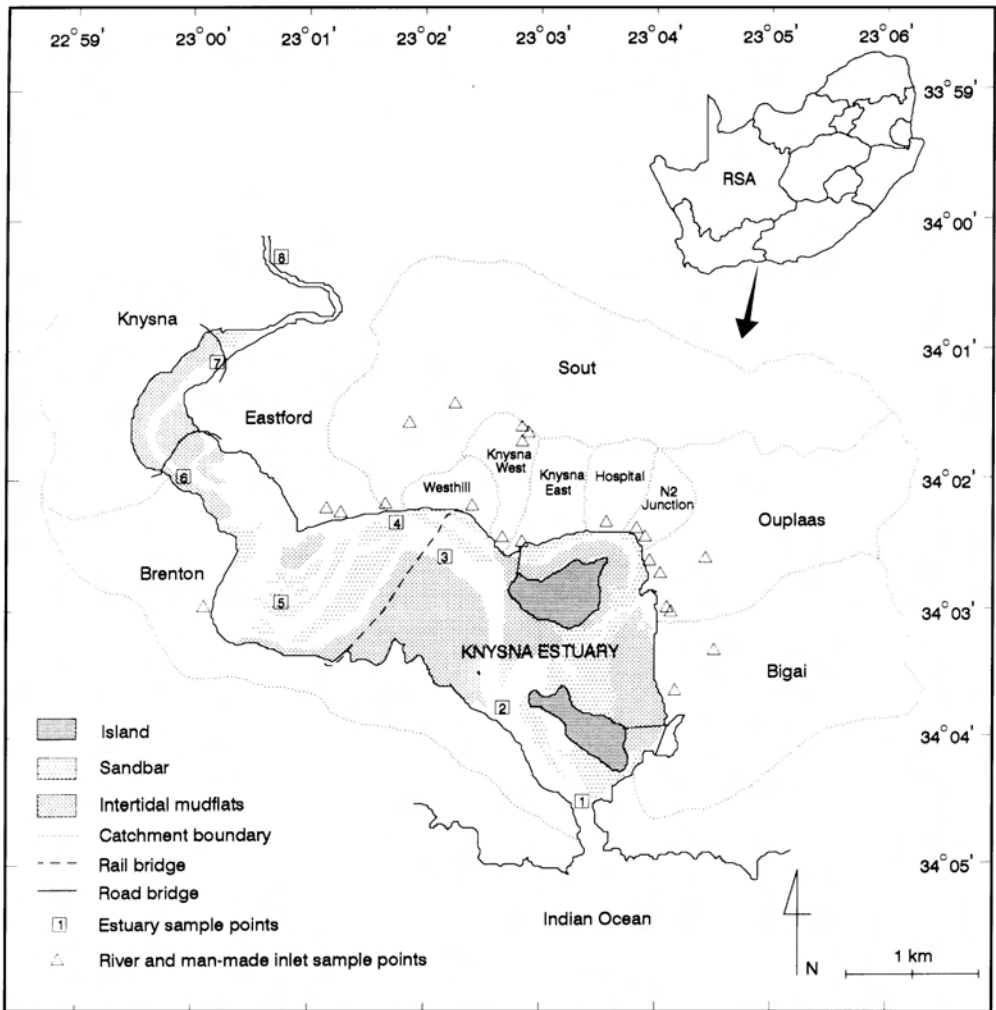 22°59' 23°00' 23°01' 23°02' 23°03' 23°04' 23°05' 23°06'
33°59'
RSA
34°00'
8
Knysna
34°01'
7
Sout
Eastford
Knysna
West
Knysna
East
Hospital
34°02'
6
Westhill
N2
Junction
Ouplaas
4
3
Brenton
5
34°03'
KNYSNA ESTUARY
Bigai
2
34°04'
1
34°05'
Indian Ocean
Island
Sandbar
Intertidal mudflats
Catchment boundary
Rail bridge
Road bridge
1 Estuary sample points
River and man-made inlet sample points
N
1 km